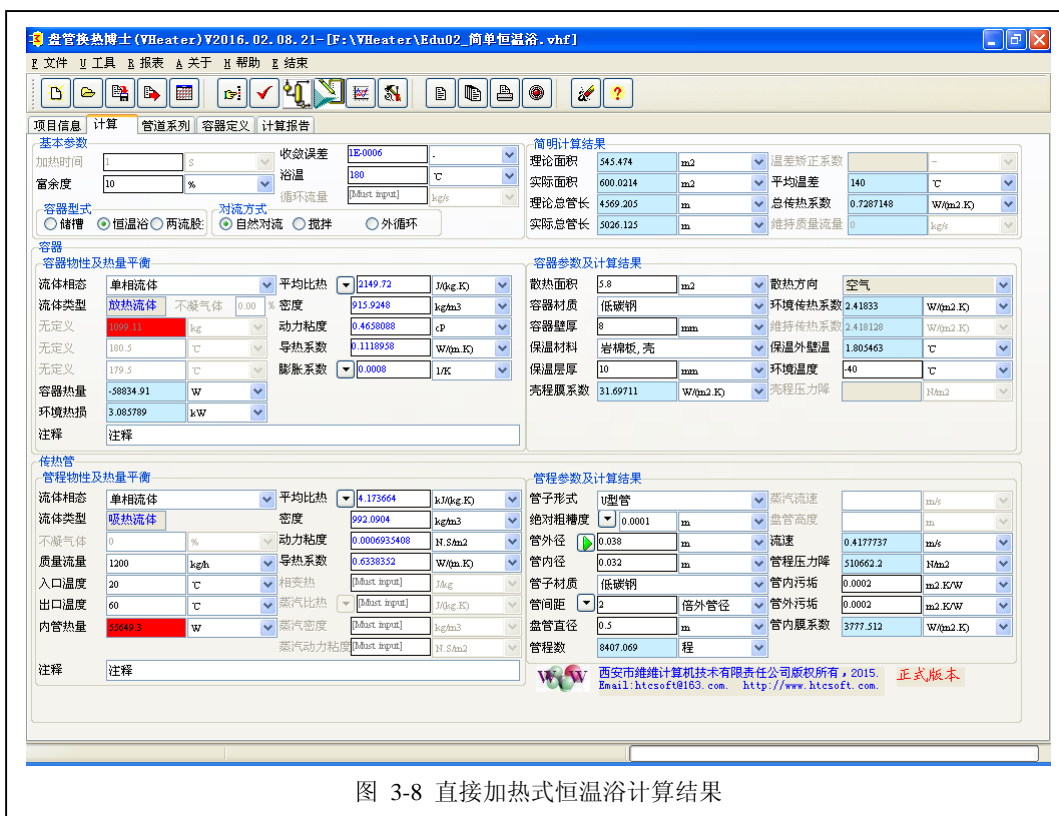 盘管换热博士(VHeater)V2016.02.08.21-[F:\VHeater\Edu02_简单恒温浴.vhf]
F 文件 U 工具 R 报表 A 关于 H 帮助 E 结束
项目信息 计算 管道系列 容器定义 计算报告
基本参数
加热时间 1 S 收敛误差 1E-0006 -
富余度 10 % 浴温 180 ℃
循环流量 [Must input] kg/s
容器型式 对流方式
储槽 恒温浴 两流股: 自然对流 搅拌 外循环
简明计算结果
理论面积 545.474 m2 温差矫正系数 -
实际面积 600.0214 m2 平均温差 140 ℃
理论总管长 4569.205 m 总传热系数 0.7287148 W/(m2.K)
实际总管长 5026.125 m 维持质量流量 0 kg/s
容器
容器物性及热量平衡
流体相态 单相流体 平均比热 2149.72 J/(kg.K)
流体类型 放热流体 不凝气体 0.00 % 密度 915.9248 kg/m3
无定义 1099.11 kg 动力粘度 0.4658088 cP
无定义 180.5 ℃ 导热系数 0.1118958 W/(m.K)
无定义 179.5 ℃ 膨胀系数 0.0008 1/K
容器热量 -58834.91 W
环境热损 3.085789 kW
注释 注释
容器参数及计算结果
散热面积 5.8 m2 散热方向 空气
容器材质 低碳钢 环境传热系数 2.41833 W/(m2.K)
容器壁厚 8 mm 维持传热系数 2.418128 W/(m2.K)
保温材料 岩棉板,壳 保温外壁温 1.805463 ℃
保温层厚 10 mm 环境温度 -40 ℃
壳程膜系数 31.69711 W/(m2.K) 壳程压力降 N/m2
传热管
管程物性及热量平衡
流体相态 单相流体 平均比热 4.173664 kJ/(kg.K)
流体类型 吸热流体 密度 992.0904 kg/m3
不凝气体 0 % 动力粘度 0.0006935408 N.S/m2
质量流量 1200 kg/h 导热系数 0.6338352 W/(m.K)
入口温度 20 ℃ 相变热 [Must input] J/kg
出口温度 60 ℃ 蒸汽比热 [Must input] J/(kg.K)
内管热量 55649.3 W 蒸汽密度 [Must input] kg/m3
蒸汽动力粘度 [Must input] N.S/m2
注释 注释
管程参数及计算结果
管子形式 U型管 蒸汽流速 m/s
绝对粗糙度 0.0001 m 盘管高度 m
管外径 0.038 m 流速 0.4177737 m/s
管内径 0.032 m 管程压力降 510662.2 N/m2
管子材质 低碳钢 管内污垢 0.0002 m2.K/W
管间距 2 倍外管径 管外污垢 0.0002 m2.K/W
盘管直径 0.5 m 管内膜系数 3777.512 W/(m2.K)
管程数 8407.069 程
WW 西安市维维计算机技术有限责任公司版权所有,2015. 正式版本
Email:htcsoft@163.com. http://www.htcsoft.com.
图 3-8 直接加热式恒温浴计算结果